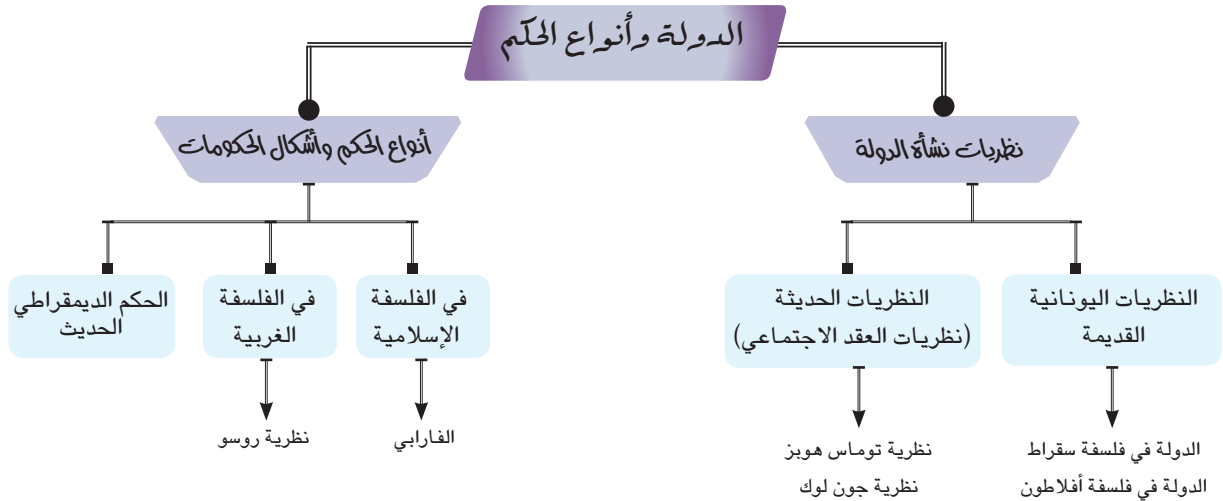 الدولة وأنواع الحكم
نظريات نشأة الدولة
أنواع الحكم وأشكال الحكومات
النظريات اليونانية
القديمة
النظريات الحديثة
(نظريات العقد الاجتماعي)
في الفلسفة
الإسلامية
في الفلسفة
الغربية
الحكم الديمقراطي
الحديث
الدولة في فلسفة سقراط
الدولة في فلسفة أفلاطون
نظرية توماس هوبز
نظرية جون لوك
الفارابي
نظرية روسو